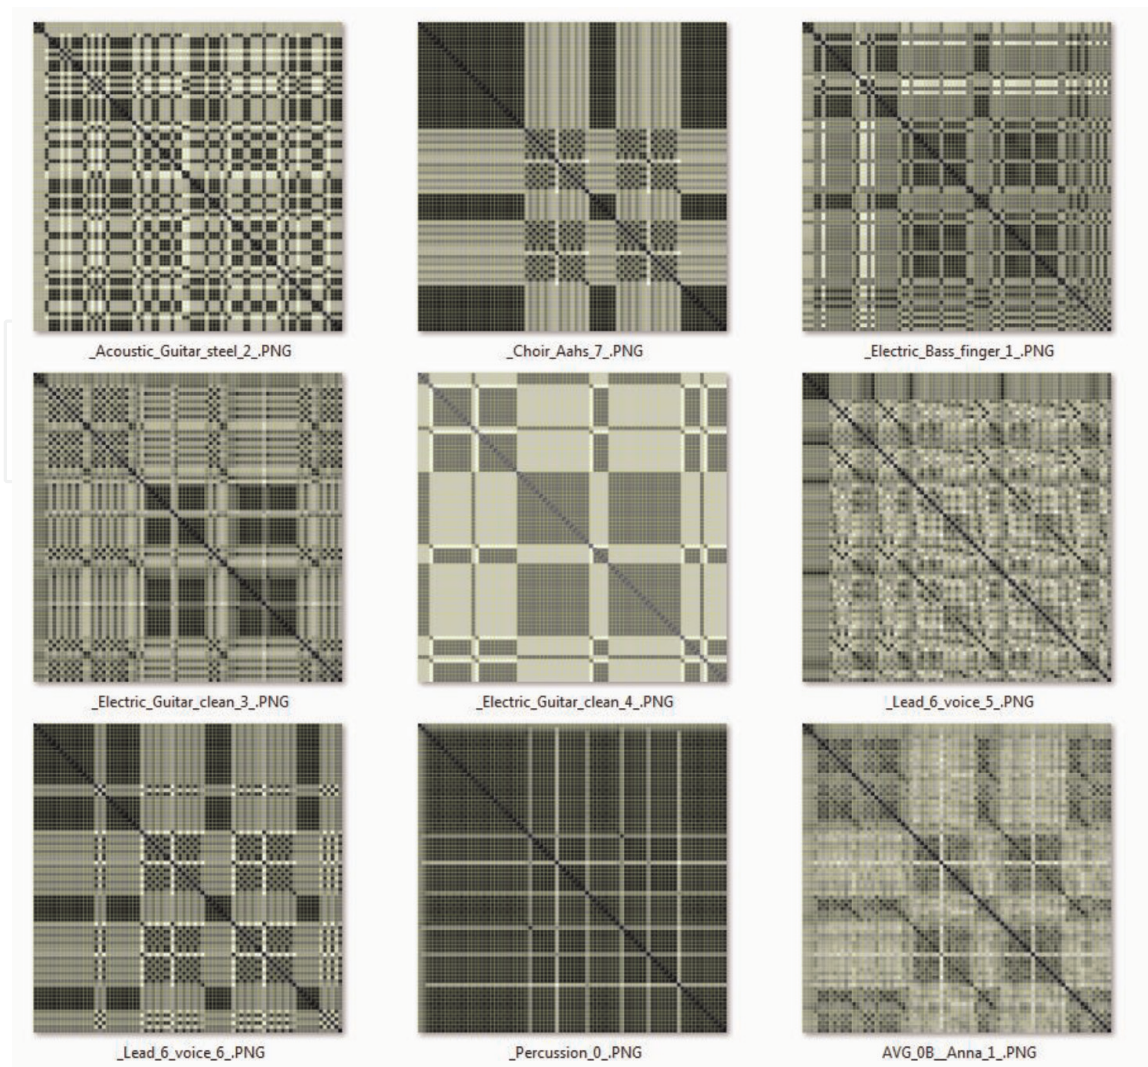 _Acoustic_Guitar_steel_2_.PNG
_Choir_Aahs_7_.PNG
_Electric_Bass_finger_1_.PNG
_Electric_Guitar_clean_3_.PNG
_Electric_Guitar_clean_4_.PNG
_Lead_6_voice_5_.PNG
_Lead_6_voice_6_.PNG
_Percussion_0_.PNG
AVG_0B__Anna_1_.PNG